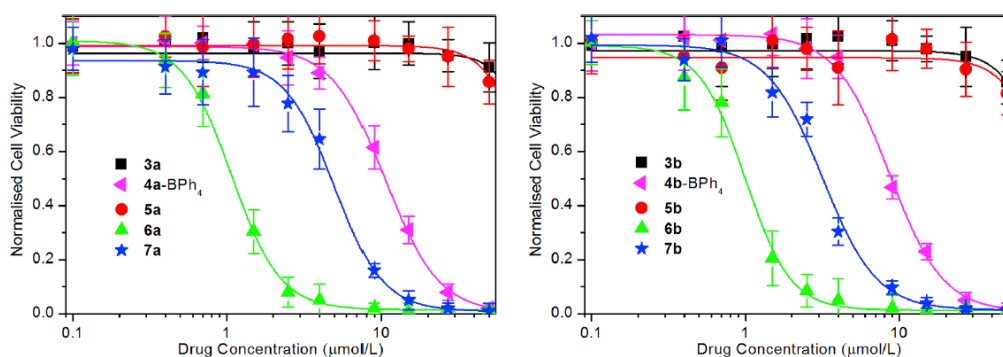 Normalised Cell Viability
1.0
0.8
0.6
0.4
0.2
0.0
3a
4a-BPh4
5a
6a
7a
0.1
1
10
Drug Concentration (μmol/L)
Normalised Cell Viability
1.0
0.8
0.6
0.4
0.2
0.0
3b
4b-BPh4
5b
6b
7b
0.1
1
10
Drug Concentration (μmol/L)